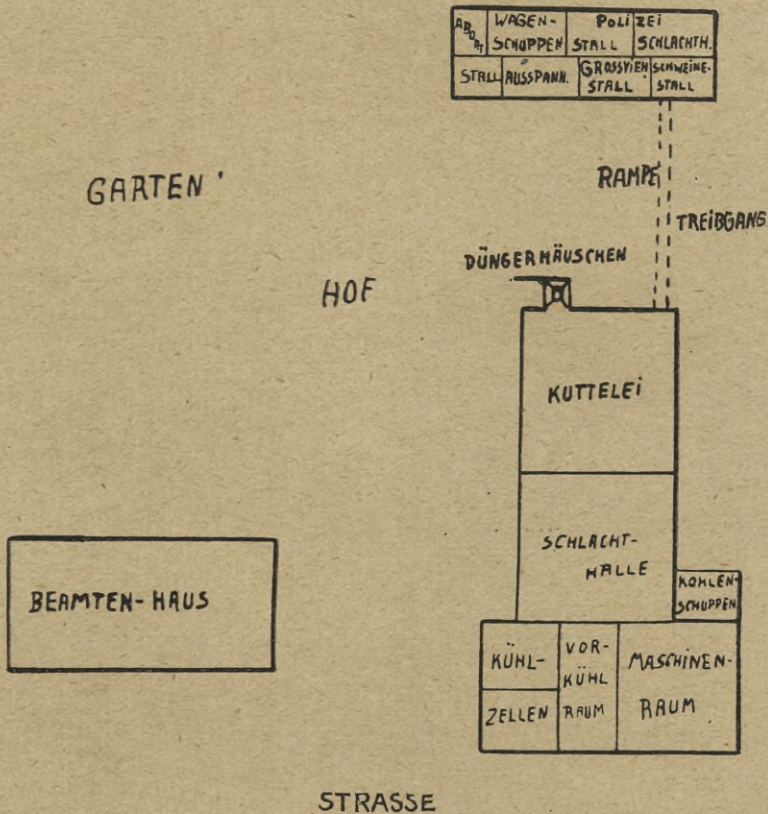 ABORT
WAGEN-
SCHUPPEN
POLIZEI
STALL
SCHLACHTH.
STALL
AUSSPANN.
GROSSVIEH
STALL
SCHWEINE-
STALL
GARTEN
RAMPE
TREIBGANG
DÜNGERHÄUSCHEN
HOF
KUTTELEI
SCHLACHT-
HALLE
KOHLEN-
SCHUPPEN
BEAMTEN-HAUS
KÜHL-
ZELLEN
VOR-
KÜHL
RAUM
MASCHINEN-
RAUM
STRASSE